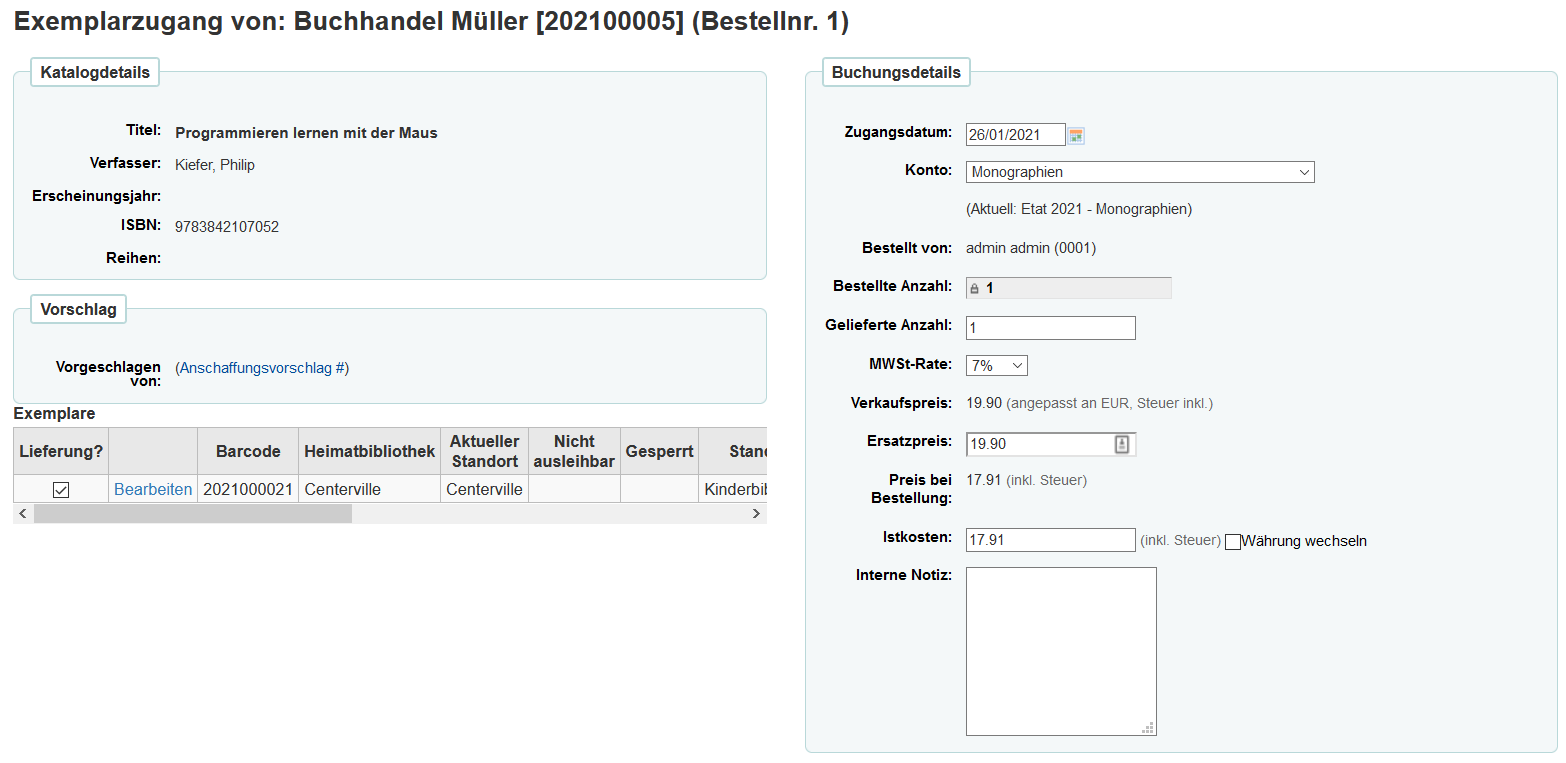 Exemplarzugang von: Buchhandel Müller [202100005] (Bestellnr. 1)
Katalogdetails
Titel: Programmieren lernen mit der Maus
Verfasser: Kiefer, Philip
Erscheinungsjahr:
ISBN: 9783842107052
Reihen:
Vorschlag
Vorgeschlagen von: (Anschaffungsvorschlag #)
Exemplare
Lieferung? Barcode Heimatbibliothek Aktueller Standort Nicht ausleihbar Gesperrt Stand
Bearbeiten 2021000021 Centerville Centerville Kinderbib
Buchungsdetails
Zugangsdatum: 26/01/2021
Konto: Monographien
(Aktuell: Etat 2021 - Monographien)
Bestellt von: admin admin (0001)
Bestellte Anzahl: 1
Gelieferte Anzahl: 1
MWSt-Rate: 7%
Verkaufspreis: 19.90 (angepasst an EUR, Steuer inkl.)
Ersatzpreis: 19.90
Preis bei Bestellung: 17.91 (inkl. Steuer)
Istkosten: 17.91 (inkl. Steuer) Währung wechseln
Interne Notiz: